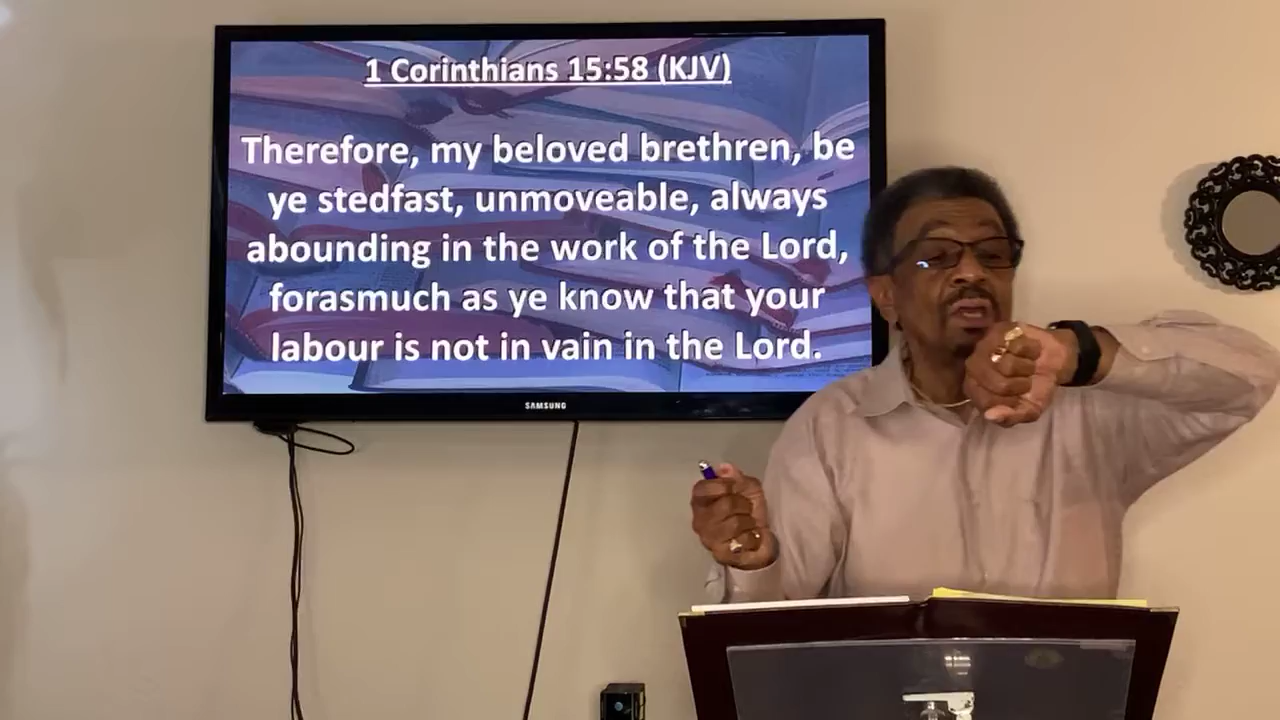 1 Corinthians 15:58 (KJV)
Therefore, my beloved brethren, be
ye stedfast, unmoveable, always
abounding in the work of the Lord,
forasmuch as ye know that your
labour is not in vain in the Lord.
SAMSUNG